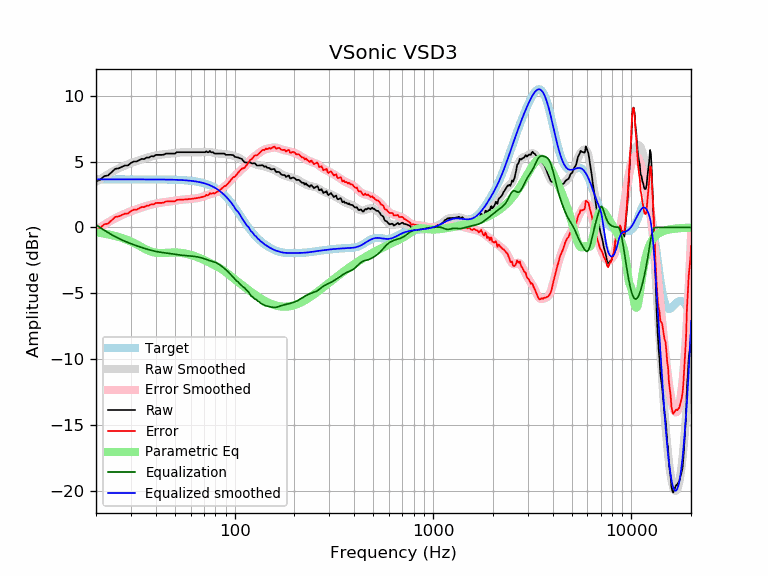 VSonic VSD3
Amplitude (dBr)
10
5
0
−5
−10
−15
−20
Target
Raw Smoothed
Error Smoothed
Raw
Error
Parametric Eq
Equalization
Equalized smoothed
100
1000
10000
Frequency (Hz)